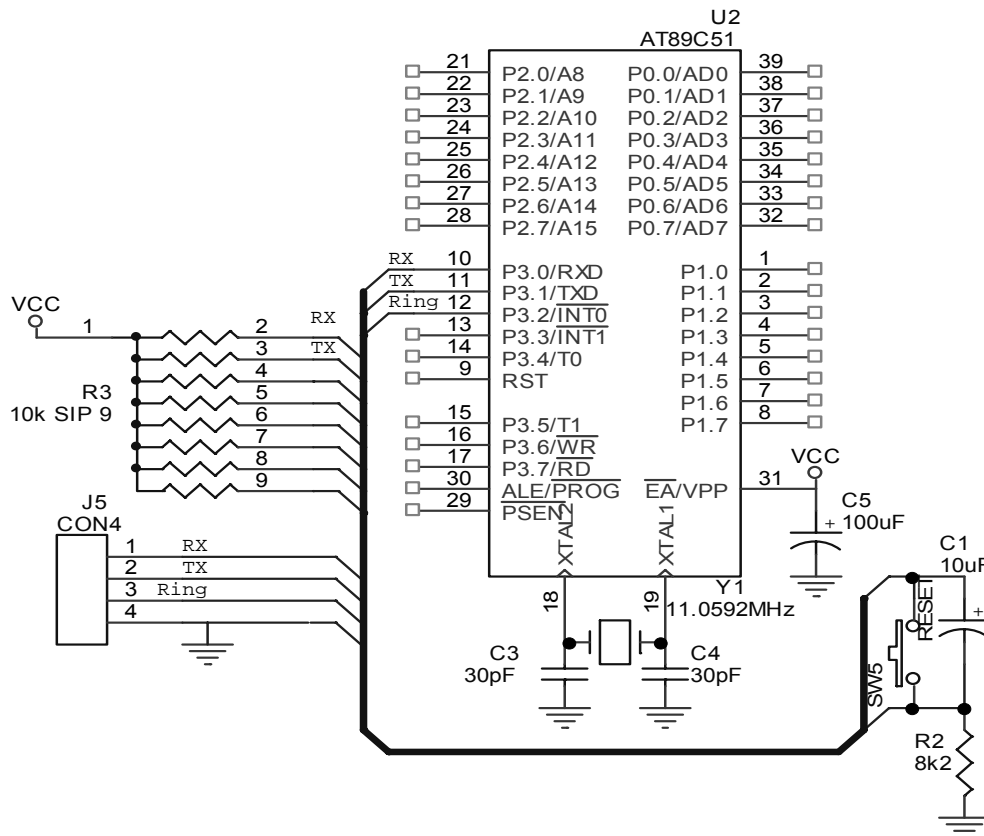 U2
AT89C51
21 P2.0/A8 P0.0/AD0 39
22 P2.1/A9 P0.1/AD1 38
23 P2.2/A10 P0.2/AD2 37
24 P2.3/A11 P0.3/AD3 36
25 P2.4/A12 P0.4/AD4 35
26 P2.5/A13 P0.5/AD5 34
27 P2.6/A14 P0.6/AD6 33
28 P2.7/A15 P0.7/AD7 32
RX 10 P3.0/RXD P1.0 1
TX 11 P3.1/TXD P1.1 2
Ring 12 P3.2/INT0 P1.2 3
13 P3.3/INT1 P1.3 4
14 P3.4/T0 P1.4 5
9 RST P1.5 6
P1.6 7
15 P3.5/T1 P1.7 8
16 P3.6/WR
17 P3.7/RD
30 ALE/PROG EA/VPP 31
29 PSEN
XTAL2 XTAL1
18 19
VCC
1
2 RX
3 TX
4
5
6
7
8
9
R3
10k SIP 9
J5
CON4
1 RX
2 TX
3 Ring
4
Y1
11.0592MHz
C3
30pF
C4
30pF
VCC
C5
+ 100uF
C1
10uF
+
RESET
SW5
R2
8k2